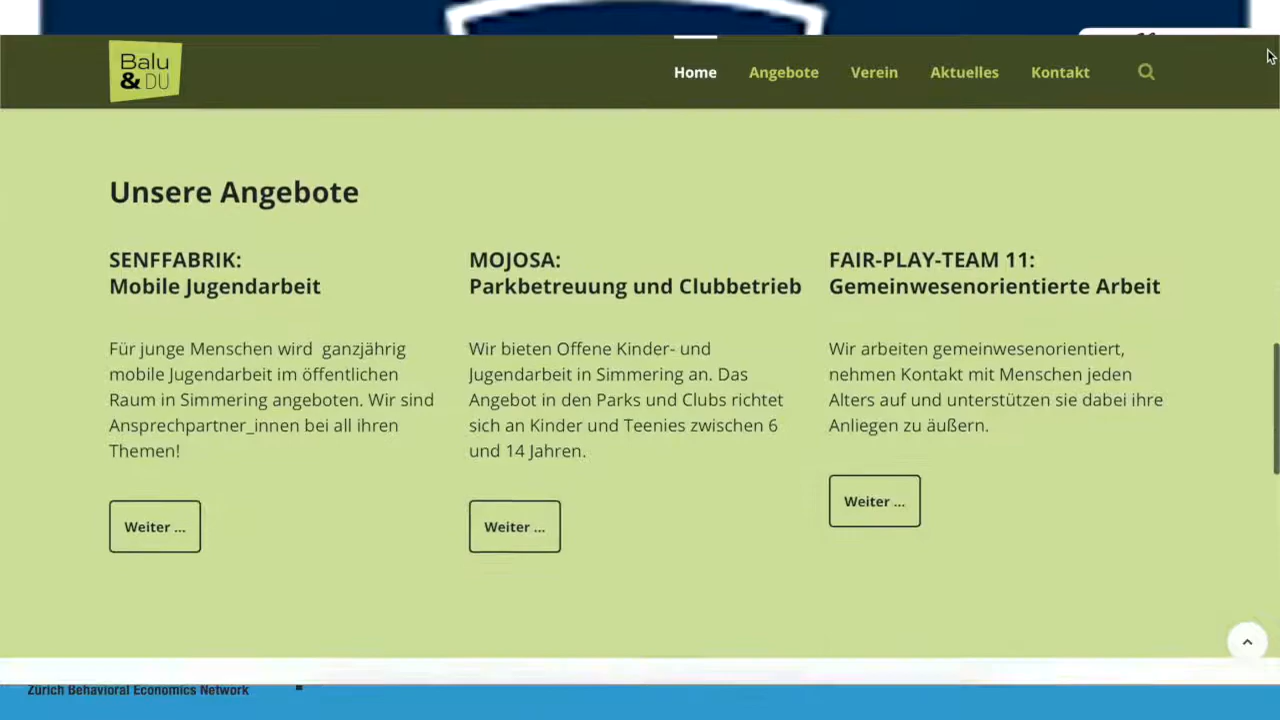 Balu
& DU
Home
Angebote
Verein
Aktuelles
Kontakt
Unsere Angebote
SENFFABRIK:
Mobile Jugendarbeit
Für junge Menschen wird ganzjährig
mobile Jugendarbeit im öffentlichen
Raum in Simmering angeboten. Wir sind
Ansprechpartner_innen bei all ihren
Themen!
Weiter ...
MOJOSA:
Parkbetreuung und Clubbetrieb
Wir bieten Offene Kinder- und
Jugendarbeit in Simmering an. Das
Angebot in den Parks und Clubs richtet
sich an Kinder und Teenies zwischen 6
und 14 Jahren.
Weiter ...
FAIR-PLAY-TEAM 11:
Gemeinwesenorientierte Arbeit
Wir arbeiten gemeinwesenorientiert,
nehmen Kontakt mit Menschen jeden
Alters auf und unterstützen sie dabei ihre
Anliegen zu äußern.
Weiter ...
Zurich Behavioral Economics Network